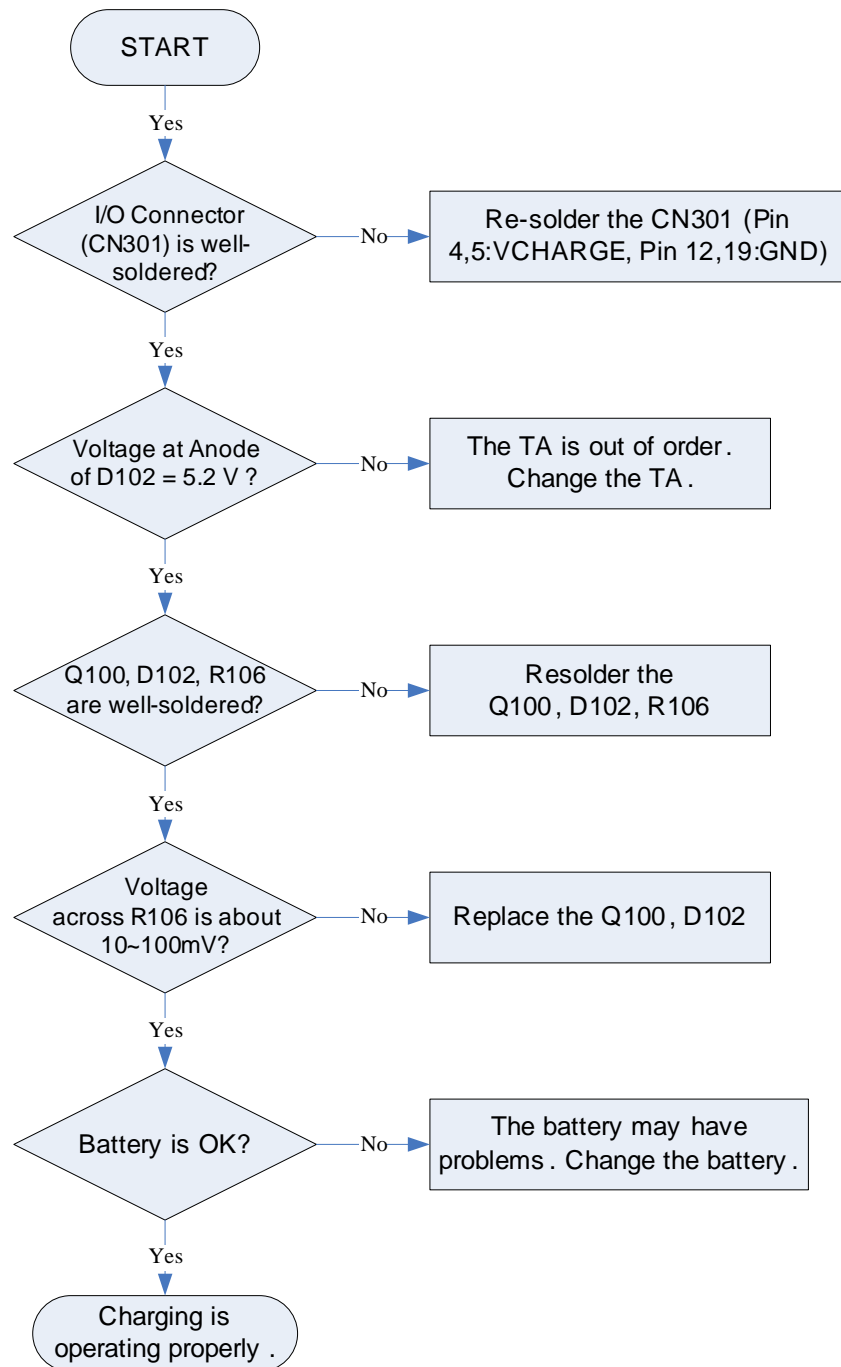 START
Yes
I/O Connector
(CN301) is well-
soldered?
No
Re-solder the CN301 (Pin
4,5:VCHARGE, Pin 12,19:GND)
Yes
Voltage at Anode
of D102 = 5.2 V ?
No
The TA is out of order.
Change the TA.
Yes
Q100, D102, R106
are well-soldered?
No
Resolder the
Q100, D102, R106
Yes
Voltage
across R106 is about
10~100mV?
No
Replace the Q100, D102
Yes
Battery is OK?
No
The battery may have
problems. Change the battery.
Yes
Charging is
operating properly.